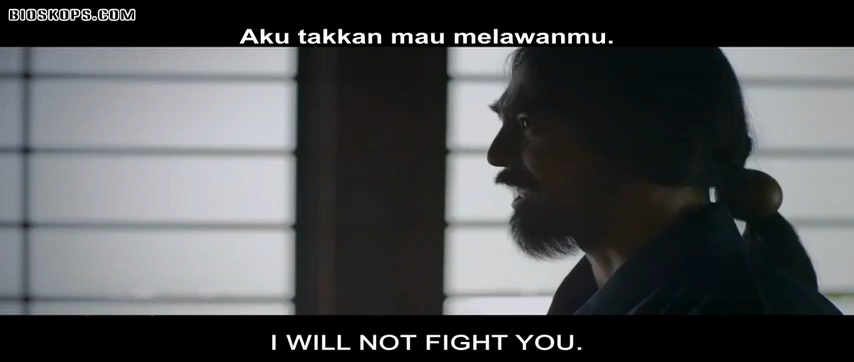 BIOSKOPS.COM
Aku takkan mau melawanmu.
I WILL NOT FIGHT YOU.